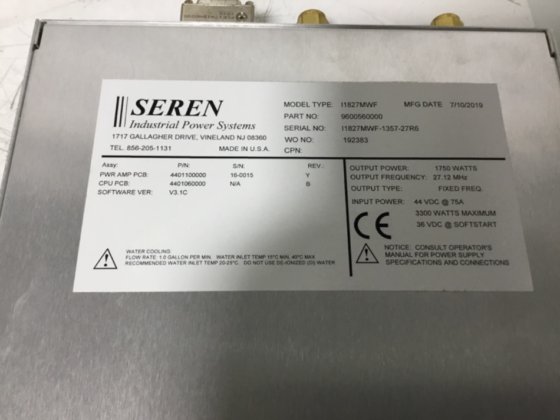 SEREN
Industrial Power Systems
1717 GALLAGHER DRIVE, VINELAND NJ 08360
TEL. 856-205-1131 MADE IN U.S.A.
MODEL TYPE: I1827MWF MFG DATE 7/10/2019
PART NO: 9600560000
SERIAL NO: I1827MWF-1357-27R6
WO NO: 192383
CPN:
Assy: P/N: S/N: REV.:
PWR AMP PCB: 4401100000 16-0015 Y
CPU PCB: 4401060000 N/A B
SOFTWARE VER: V3.1C
OUTPUT POWER: 1750 WATTS
OUTPUT FREQUENCY: 27.12 MHz
OUTPUT TYPE: FIXED FREQ.
INPUT POWER: 44 VDC @ 75A
3300 WATTS MAXIMUM
36 VDC @ SOFTSTART
CE
WATER COOLING:
FLOW RATE: 1.0 GALLON PER MIN. WATER INLET TEMP 15°C MIN, 40°C MAX
RECOMMENDED WATER INLET TEMP 20-25°C. DO NOT USE DE-IONIZED (DI) WATER
NOTICE: CONSULT OPERATOR'S
MANUAL FOR POWER SUPPLY
SPECIFICATIONS AND CONNECTIONS